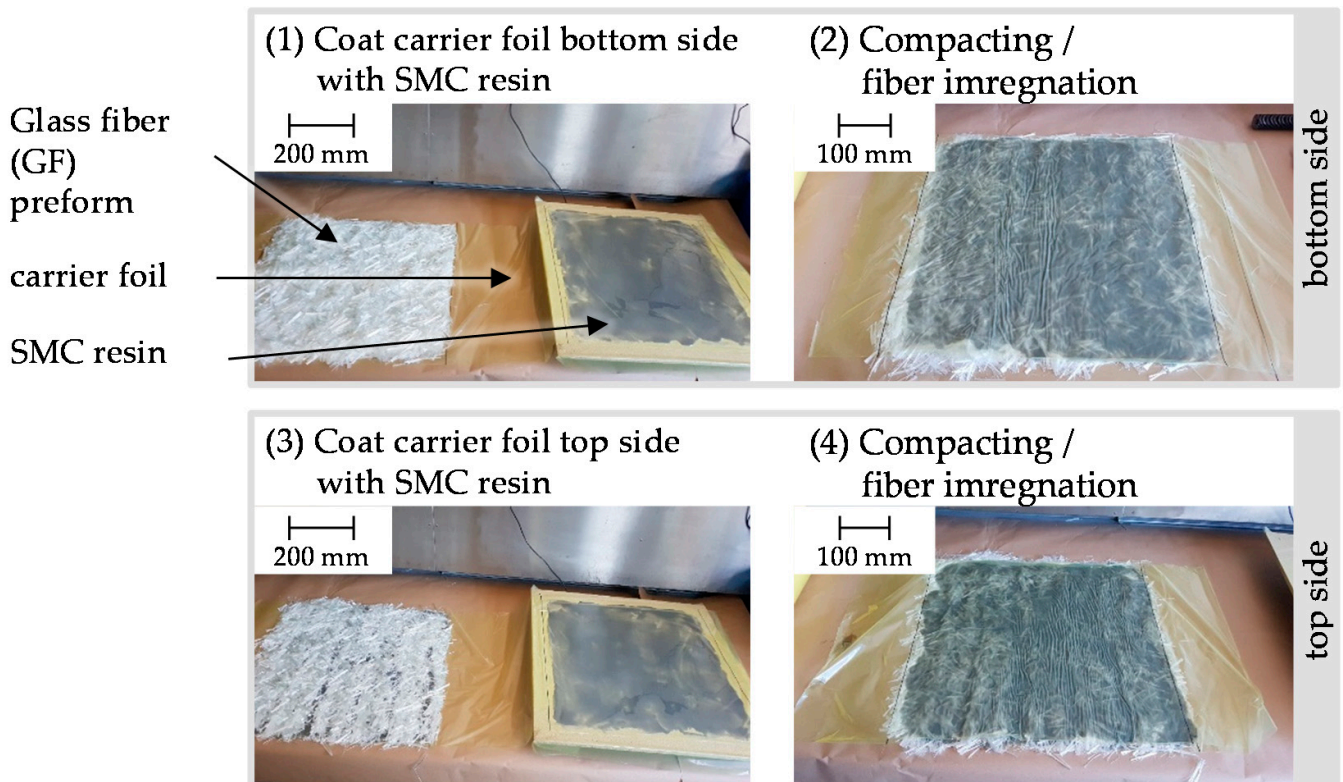 (1) Coat carrier foil bottom side
with SMC resin
(2) Compacting /
fiber imregnation
200 mm
100 mm
Glass fiber
(GF)
preform
carrier foil
SMC resin
bottom side
(3) Coat carrier foil top side
with SMC resin
(4) Compacting /
fiber imregnation
200 mm
100 mm
top side